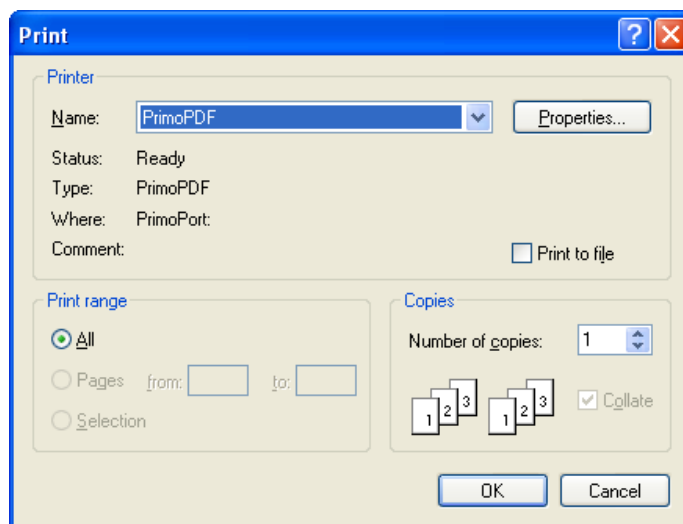 Print
Printer
Name: PrimoPDF Properties...
Status: Ready
Type: PrimoPDF
Where: PrimoPort:
Comment:
Print to file
Print range
All
Pages from: to:
Selection
Copies
Number of copies: 1
1 2 3 1 2 3
Collate
OK Cancel